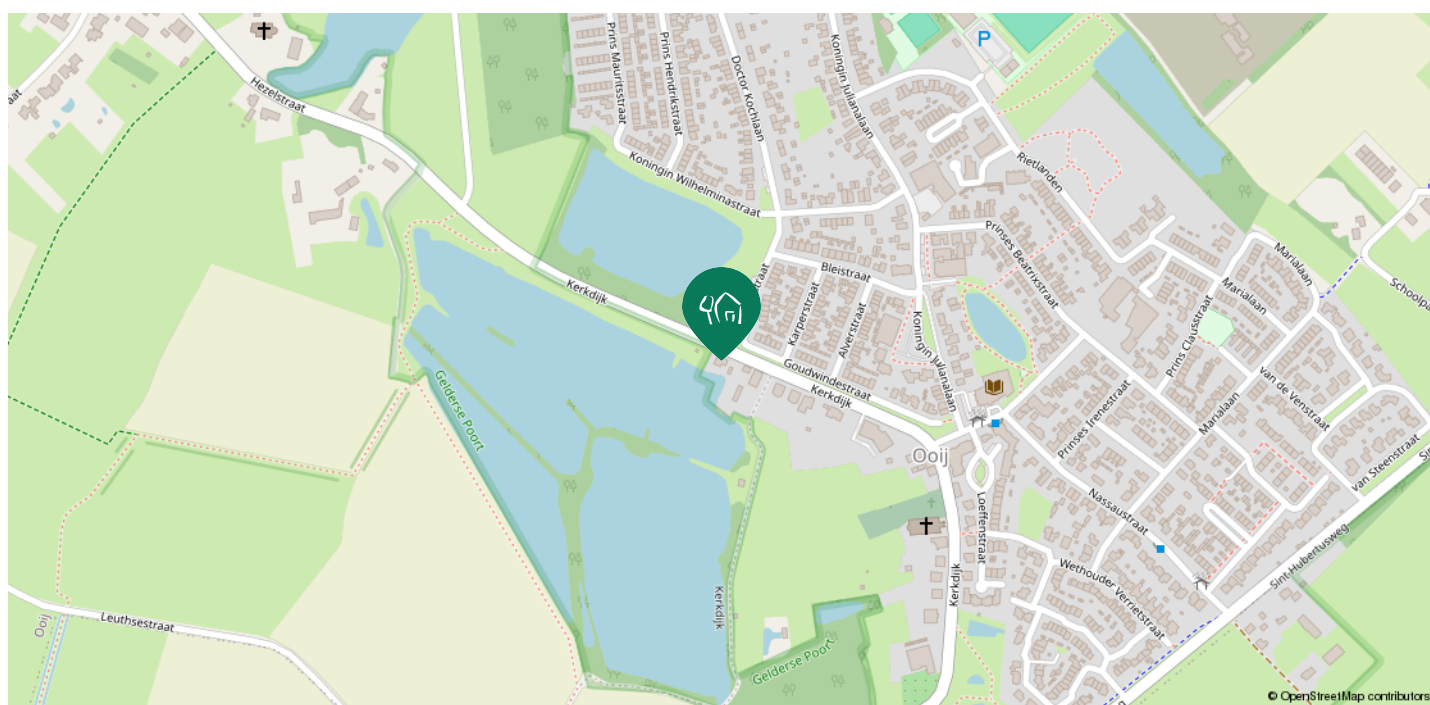 P
Prins Mauritsstraat
Prins Hendrikstraat
Doctor Kochlaan
Koningin Julianalaan
Hezelstraat
aat
Koningin Wilhelminastraat
Rietlanden
Prinses Beatrixstraat
Marialaan
Marialaan
Schoolpa
Bleistraat
straat
Karperstraat
Alverstraat
Kerkdijk
Koningin Julianalaan
Prins Clausstraat
Goudwindestraat
Kerkdijk
Gelderse Poort
van de Venstraat
Prinses Irenestraat
Marialaan
Ooij
van Steenstraat
Nassaustraat
Loeffenstraat
Sint-Hubertusweg
Wethouder Verrietstraat
Kerkdijk
Kerkdijk
Leuthsestraat
Ooij
Gelderse Poort
© OpenStreetMap contributors